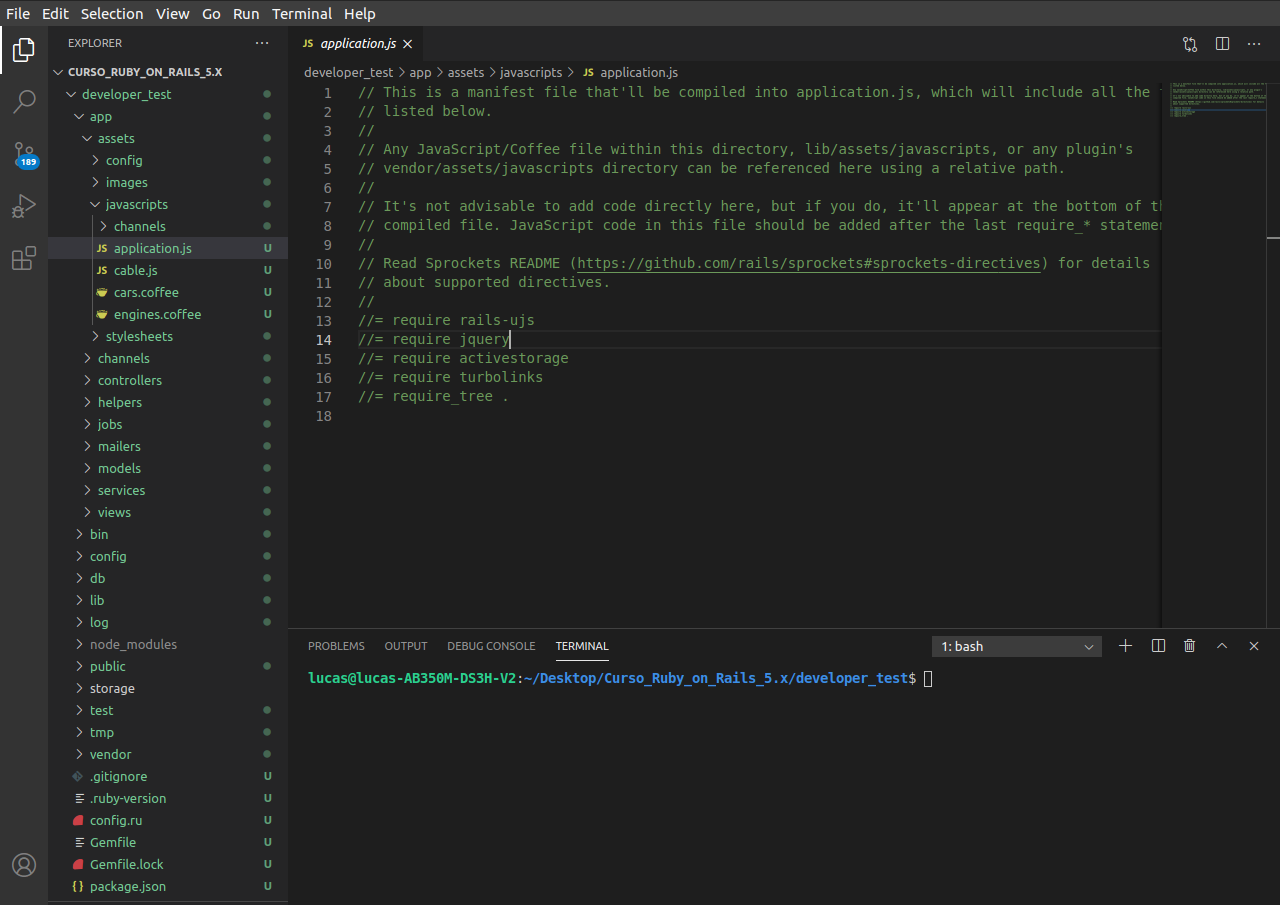 File Edit Selection View Go Run Terminal Help
EXPLORER
CURSO_RUBY_ON_RAILS_5.X
developer_test
app
assets
config
images
javascripts
channels
JS application.js U
JS cable.js U
cars.coffee U
engines.coffee U
stylesheets
channels
controllers
helpers
jobs
mailers
models
services
views
bin
config
db
lib
log
node_modules
public
storage
test
tmp
vendor
.gitignore U
.ruby-version U
config.ru U
Gemfile U
Gemfile.lock U
{} package.json U
189
JS application.js
developer_test > app > assets > javascripts > JS application.js
1 // This is a manifest file that'll be compiled into application.js, which will include all the
2 // listed below.
3 //
4 // Any JavaScript/Coffee file within this directory, lib/assets/javascripts, or any plugin's
5 // vendor/assets/javascripts directory can be referenced here using a relative path.
6 //
7 // It's not advisable to add code directly here, but if you do, it'll appear at the bottom of th
8 // compiled file. JavaScript code in this file should be added after the last require_* statemen
9 //
10 // Read Sprockets README (https://github.com/rails/sprockets#sprockets-directives) for details
11 // about supported directives.
12 //
13 //= require rails-ujs
14 //= require jquery
15 //= require activestorage
16 //= require turbolinks
17 //= require_tree .
18
PROBLEMS OUTPUT DEBUG CONSOLE TERMINAL 1: bash
lucas@lucas-AB350M-DS3H-V2:~/Desktop/Curso_Ruby_on_Rails_5.x/developer_test$